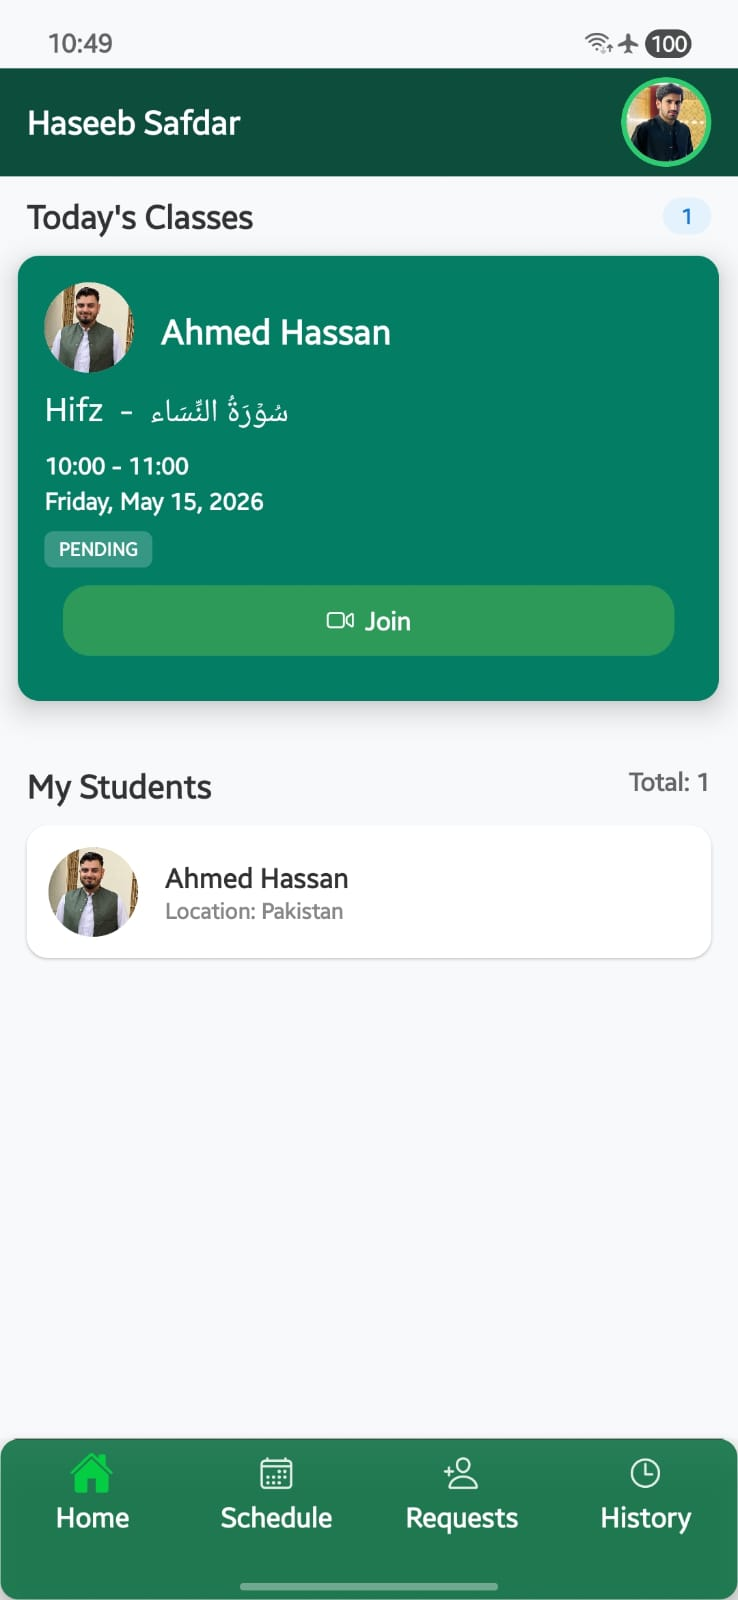 10:49
100
Haseeb Safdar
Today's Classes
1
Ahmed Hassan
Hifz - سُوْرَةُ النِّسَاء
10:00 - 11:00
Friday, May 15, 2026
PENDING
Join
My Students
Total: 1
Ahmed Hassan
Location: Pakistan
Home
Schedule
Requests
History